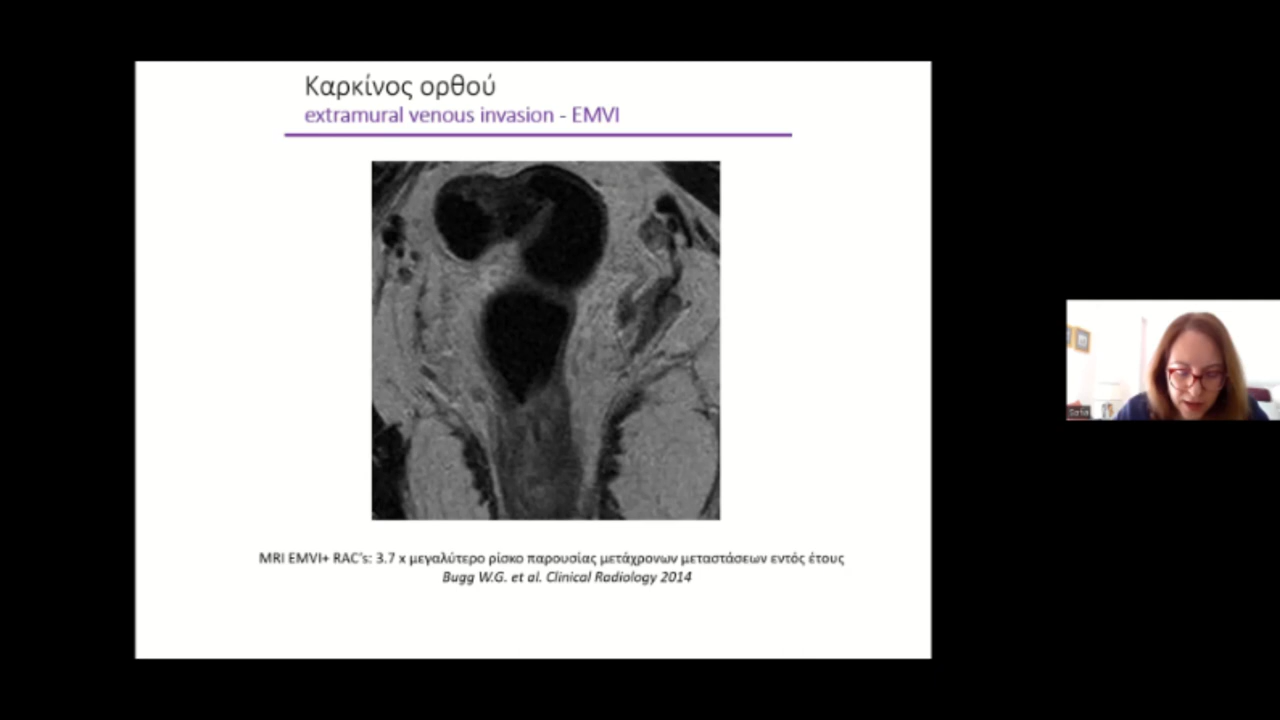 Καρκίνος ορθού
extramural venous invasion - EMVI
MRI EMVI+ RAC's: 3.7 x μεγαλύτερο ρίσκο παρουσίας μετάχρονων μεταστάσεων εντός έτους
Bugg W.G. et al. Clinical Radiology 2014